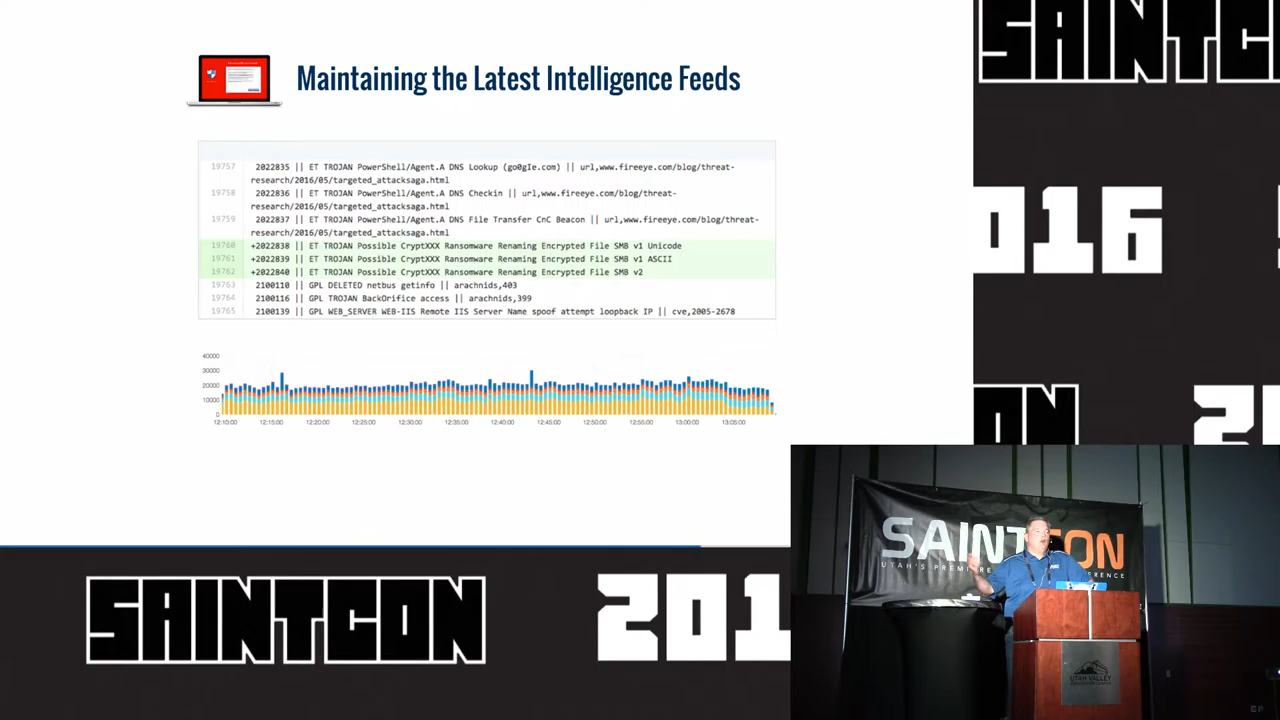 SAINTCON
Maintaining the Latest Intelligence Feeds
19757 2022835 || ET TROJAN PowerShell/Agent.A DNS Lookup (go0gIe.com) || url,www.fireeye.com/blog/threat-
research/2016/05/targeted_attacksaga.html
19758 2022836 || ET TROJAN PowerShell/Agent.A DNS Checkin || url,www.fireeye.com/blog/threat-
research/2016/05/targeted_attacksaga.html
19759 2022837 || ET TROJAN PowerShell/Agent.A DNS File Transfer CnC Beacon || url,www.fireeye.com/blog/threat-
research/2016/05/targeted_attacksaga.html
19760 +2022838 || ET TROJAN Possible CryptXXX Ransomware Renaming Encrypted File SMB v1 Unicode
19761 +2022839 || ET TROJAN Possible CryptXXX Ransomware Renaming Encrypted File SMB v1 ASCII
19762 +2022840 || ET TROJAN Possible CryptXXX Ransomware Renaming Encrypted File SMB v2
19763 2100110 || GPL DELETED netbus getinfo || arachnids,403
19764 2100116 || GPL TROJAN BackOrifice access || arachnids,399
19765 2100139 || GPL WEB_SERVER WEB-IIS Remote IIS Server Name spoof attempt loopback IP || cve,2005-2678
016
40000
30000
20000
10000
0
12:10:00 12:15:00 12:20:00 12:25:00 12:30:00 12:35:00 12:40:00 12:45:00 12:50:00 12:55:00 13:00:00 13:05:00
CON 2
SAINTCON
UTAH'S PREMIE ERENCE
SAINTCON 201
UTAH VALLEY